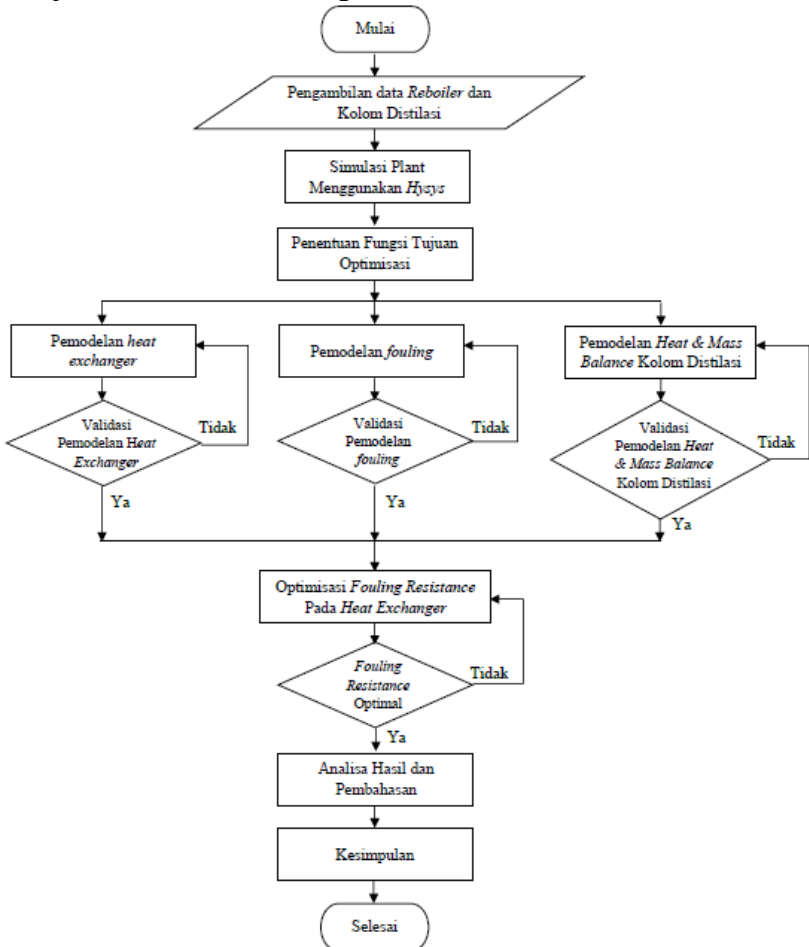 Mulai
Pengambilan data Reboiler dan
Kolom Distilasi
Simulasi Plant
Menggunakan Hysys
Penentuan Fungsi Tujuan
Optimisasi
Pemodelan heat
exchanger
Validasi
Pemodelan Heat
Exchanger
Tidak
Ya
Pemodelan fouling
Validasi
Pemodelan
fouling
Tidak
Ya
Pemodelan Heat & Mass
Balance Kolom Distilasi
Validasi
Pemodelan Heat
& Mass Balance
Kolom Distilasi
Tidak
Ya
Optimisasi Fouling Resistance
Pada Heat Exchanger
Fouling
Resistance
Optimal
Tidak
Ya
Analisa Hasil dan
Pembahasan
Kesimpulan
Selesai